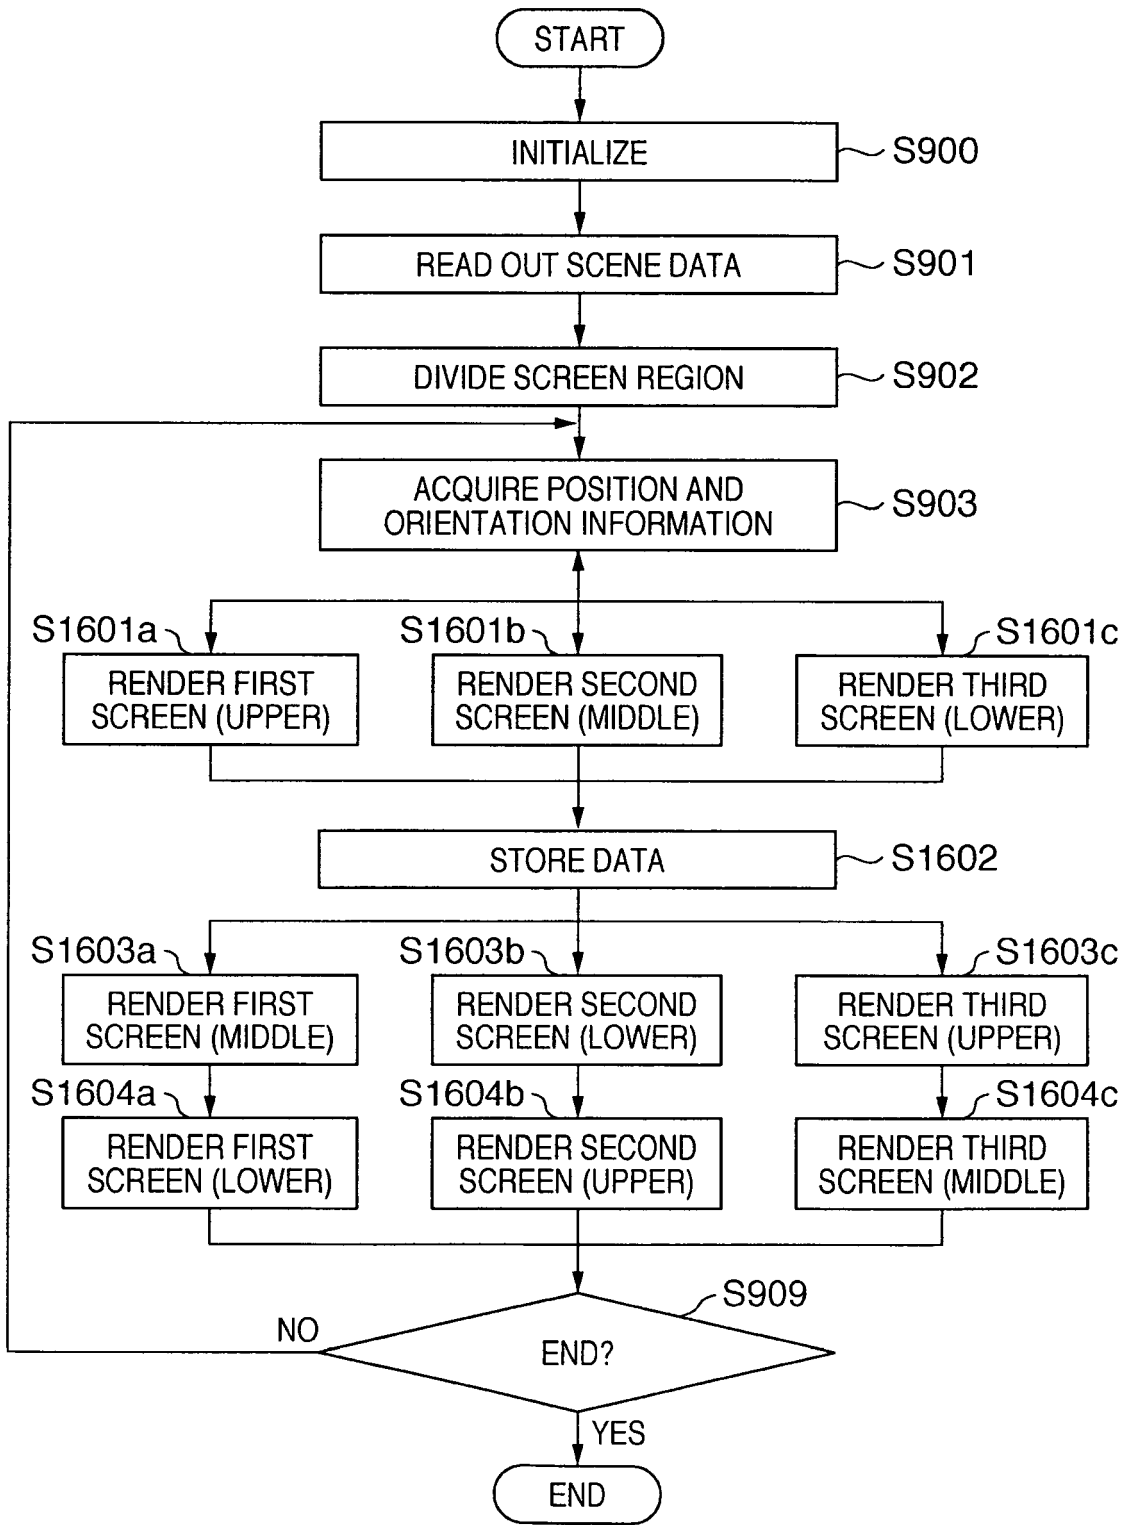 START
INITIALIZE
S900
READ OUT SCENE DATA
S901
DIVIDE SCREEN REGION
S902
ACQUIRE POSITION AND
ORIENTATION INFORMATION
S903
S1601a
RENDER FIRST
SCREEN (UPPER)
S1601b
RENDER SECOND
SCREEN (MIDDLE)
S1601c
RENDER THIRD
SCREEN (LOWER)
STORE DATA
S1602
S1603a
RENDER FIRST
SCREEN (MIDDLE)
S1603b
RENDER SECOND
SCREEN (LOWER)
S1603c
RENDER THIRD
SCREEN (UPPER)
S1604a
RENDER FIRST
SCREEN (LOWER)
S1604b
RENDER SECOND
SCREEN (UPPER)
S1604c
RENDER THIRD
SCREEN (MIDDLE)
S909
NO
END?
YES
END